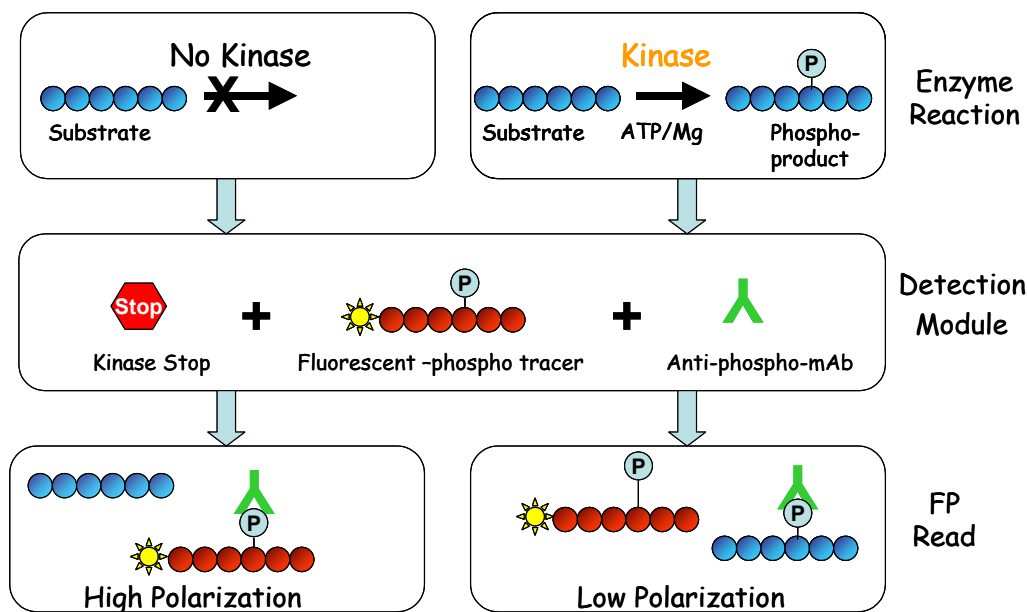 No Kinase
Substrate
Kinase
P
Substrate
ATP/Mg
Phospho-
product
Enzyme
Reaction
Stop
Kinase Stop
P
Fluorescent –phospho tracer
Anti-phospho-mAb
Detection
Module
P
High Polarization
P
P
Low Polarization
FP
Read